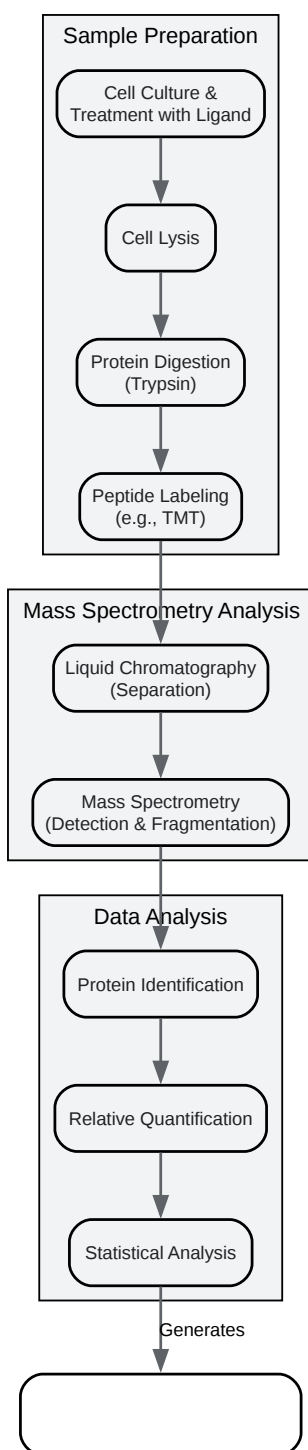 Sample Preparation
Cell Culture &
Treatment with Ligand
Cell Lysis
Protein Digestion
(Trypsin)
Peptide Labeling
(e.g., TMT)
Mass Spectrometry Analysis
Liquid Chromatography
(Separation)
Mass Spectrometry
(Detection & Fragmentation)
Data Analysis
Protein Identification
Relative Quantification
Statistical Analysis
Generates